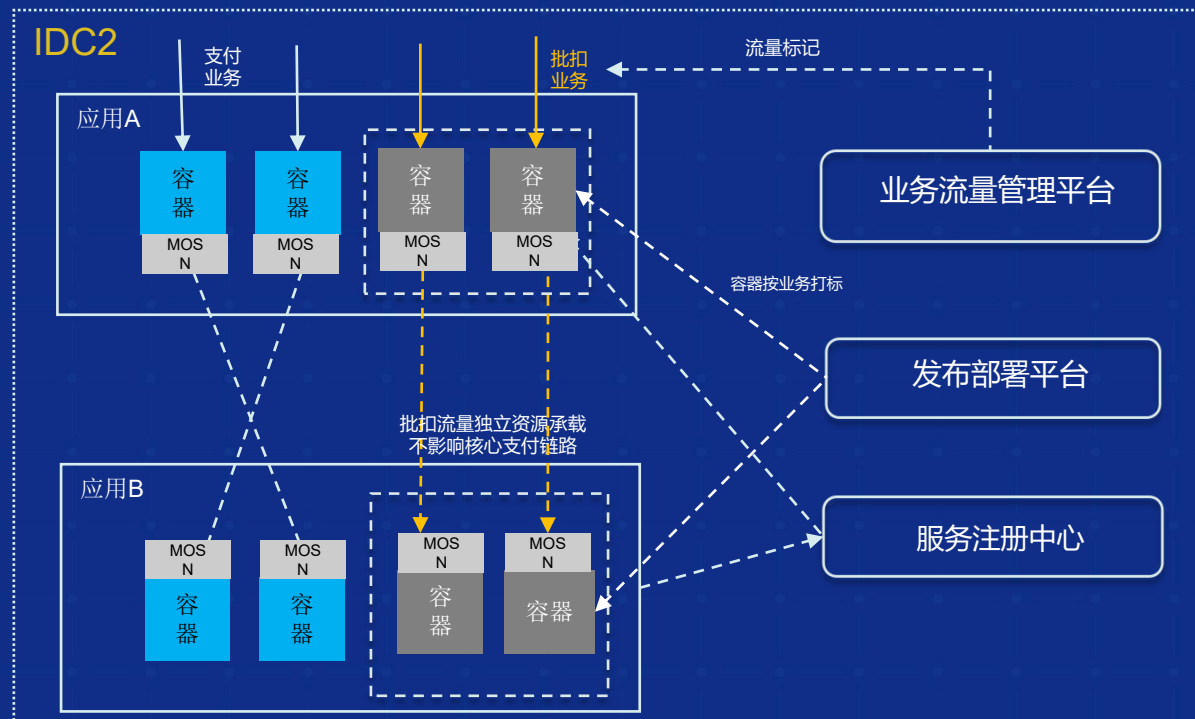 IDC2
支付
业务
批扣
业务
流量标记
应用A
容
器
容
器
容
器
容
器
MOS
N
MOS
N
MOS
N
MOS
N
业务流量管理平台
容器按业务打标
发布部署平台
批扣流量独立资源承载
不影响核心支付链路
应用B
MOS
N
MOS
N
MOS
N
MOS
N
容
器
容
器
容
器
容器
服务注册中心